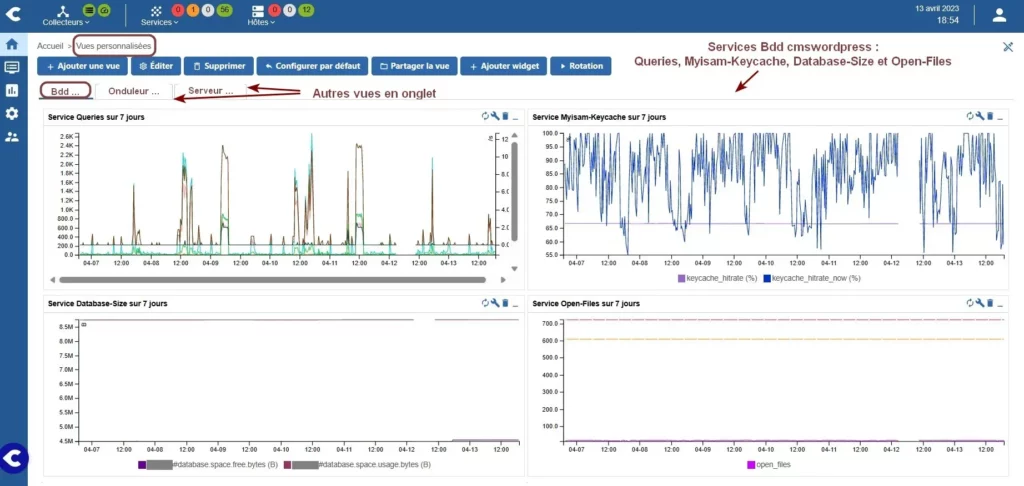 13 avril 2023
18:54
Collecteurs
Services
0 1 0 56
Hôtes
0 0 0 12
Accueil > Vues personnalisées
Services Bdd cmswordpress :
Queries, Myisam-Keycache, Database-Size et Open-Files
+ Ajouter une vue
Éditer
Supprimer
Configurer par défaut
Partager la vue
+ Ajouter widget
Rotation
Bdd ...
Onduleur ...
Serveur ...
Autres vues en onglet
Service Queries sur 7 jours
2.6K
2.4K
2.2K
2.0K
1.8K
1.6K
1.4K
1.2K
1.0K
800.0
600.0
400.0
200.0
0.0
12
10
8.0
6.0
4.0
2.0
0.0
04-07 12:00 04-08 12:00 04-09 12:00 04-10 12:00 04-11 12:00 04-12 12:00 04-13 12:00
Service Myisam-Keycache sur 7 jours
100.0
95.0
90.0
85.0
80.0
75.0
70.0
65.0
60.0
55.0
04-07 12:00 04-08 12:00 04-09 12:00 04-10 12:00 04-11 12:00 04-12 12:00 04-13 12:00
keycache_hitrate (%) keycache_hitrate_now (%)
Service Database-Size sur 7 jours
8.5M
8.0M
7.5M
7.0M
6.5M
6.0M
5.5M
5.0M
4.5M
04-07 12:00 04-08 12:00 04-09 12:00 04-10 12:00 04-11 12:00 04-12 12:00 04-13 12:00
#database.space.free.bytes (B) #database.space.usage.bytes (B)
Service Open-Files sur 7 jours
700.0
600.0
500.0
400.0
300.0
200.0
100.0
04-07 12:00 04-08 12:00 04-09 12:00 04-10 12:00 04-11 12:00 04-12 12:00 04-13 12:00
open_files